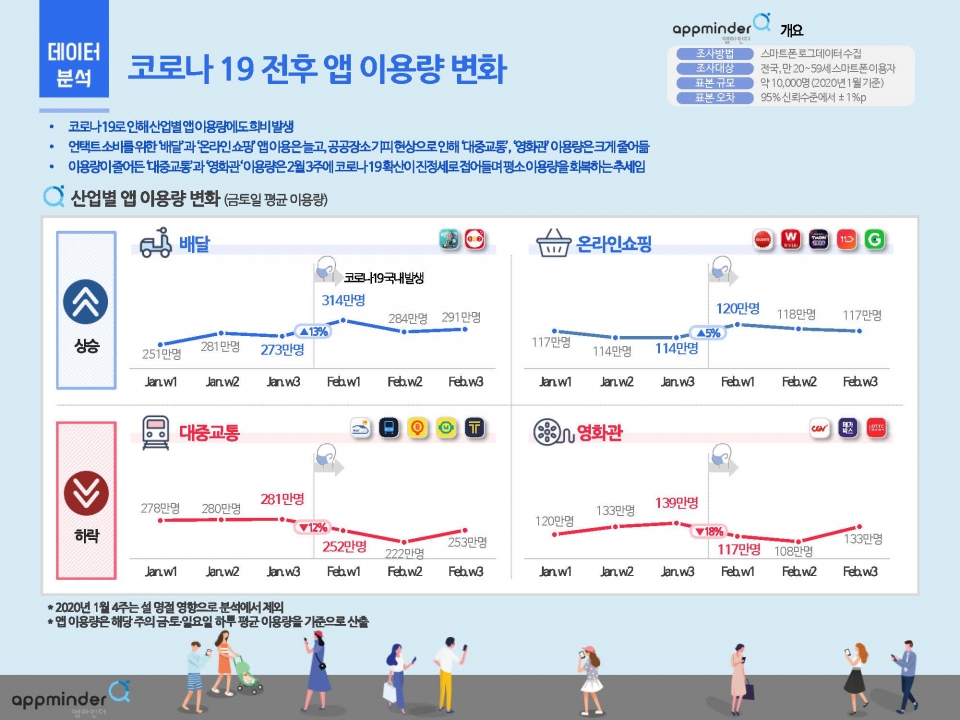 데이터
분석
코로나 19 전후 앱 이용량 변화
appminder 개요
앱마인더
조사방법 스마트폰 로그데이터 수집
조사대상 전국, 만 20~59세 스마트폰 이용자
표본 규모 약 10,000명 (2020년 1월 기준)
표본 오차 95% 신뢰수준에서 ±1%p
• 코로나 19로 인해 산업별 앱 이용량에도 희비 발생
• 언택트 소비를 위한 '배달'과 '온라인 쇼핑' 앱 이용은 늘고, 공공장소 기피 현상으로 인해 '대중교통', '영화관' 이용량은 크게 줄어듦
• 이용량이 줄어든 '대중교통'과 '영화관' 이용량은 2월 3주에 코로나 19 확산이 진정세로 접어들며 평소 이용량을 회복하는 추세임
산업별 앱 이용량 변화 (금토일 평균 이용량)
상승
배달
코로나19 국내 발생
314만명
284만명
291만명
▲13%
251만명
281만명
273만명
Jan.w1 Jan.w2 Jan.w3 Feb.w1 Feb.w2 Feb.w3
온라인쇼핑
11
G
120만명
118만명
117만명
▲5%
117만명
114만명
114만명
Jan.w1 Jan.w2 Jan.w3 Feb.w1 Feb.w2 Feb.w3
하락
대중교통
278만명
280만명
281만명
▼12%
252만명
222만명
253만명
Jan.w1 Jan.w2 Jan.w3 Feb.w1 Feb.w2 Feb.w3
영화관
CGV
메가
박스
120만명
133만명
139만명
▼18%
117만명
108만명
133만명
Jan.w1 Jan.w2 Jan.w3 Feb.w1 Feb.w2 Feb.w3
* 2020년 1월 4주는 설 명절 영향으로 분석에서 제외
* 앱 이용량은 해당 주의 금·토·일요일 하루 평균 이용량을 기준으로 산출
appminder
앱마인더